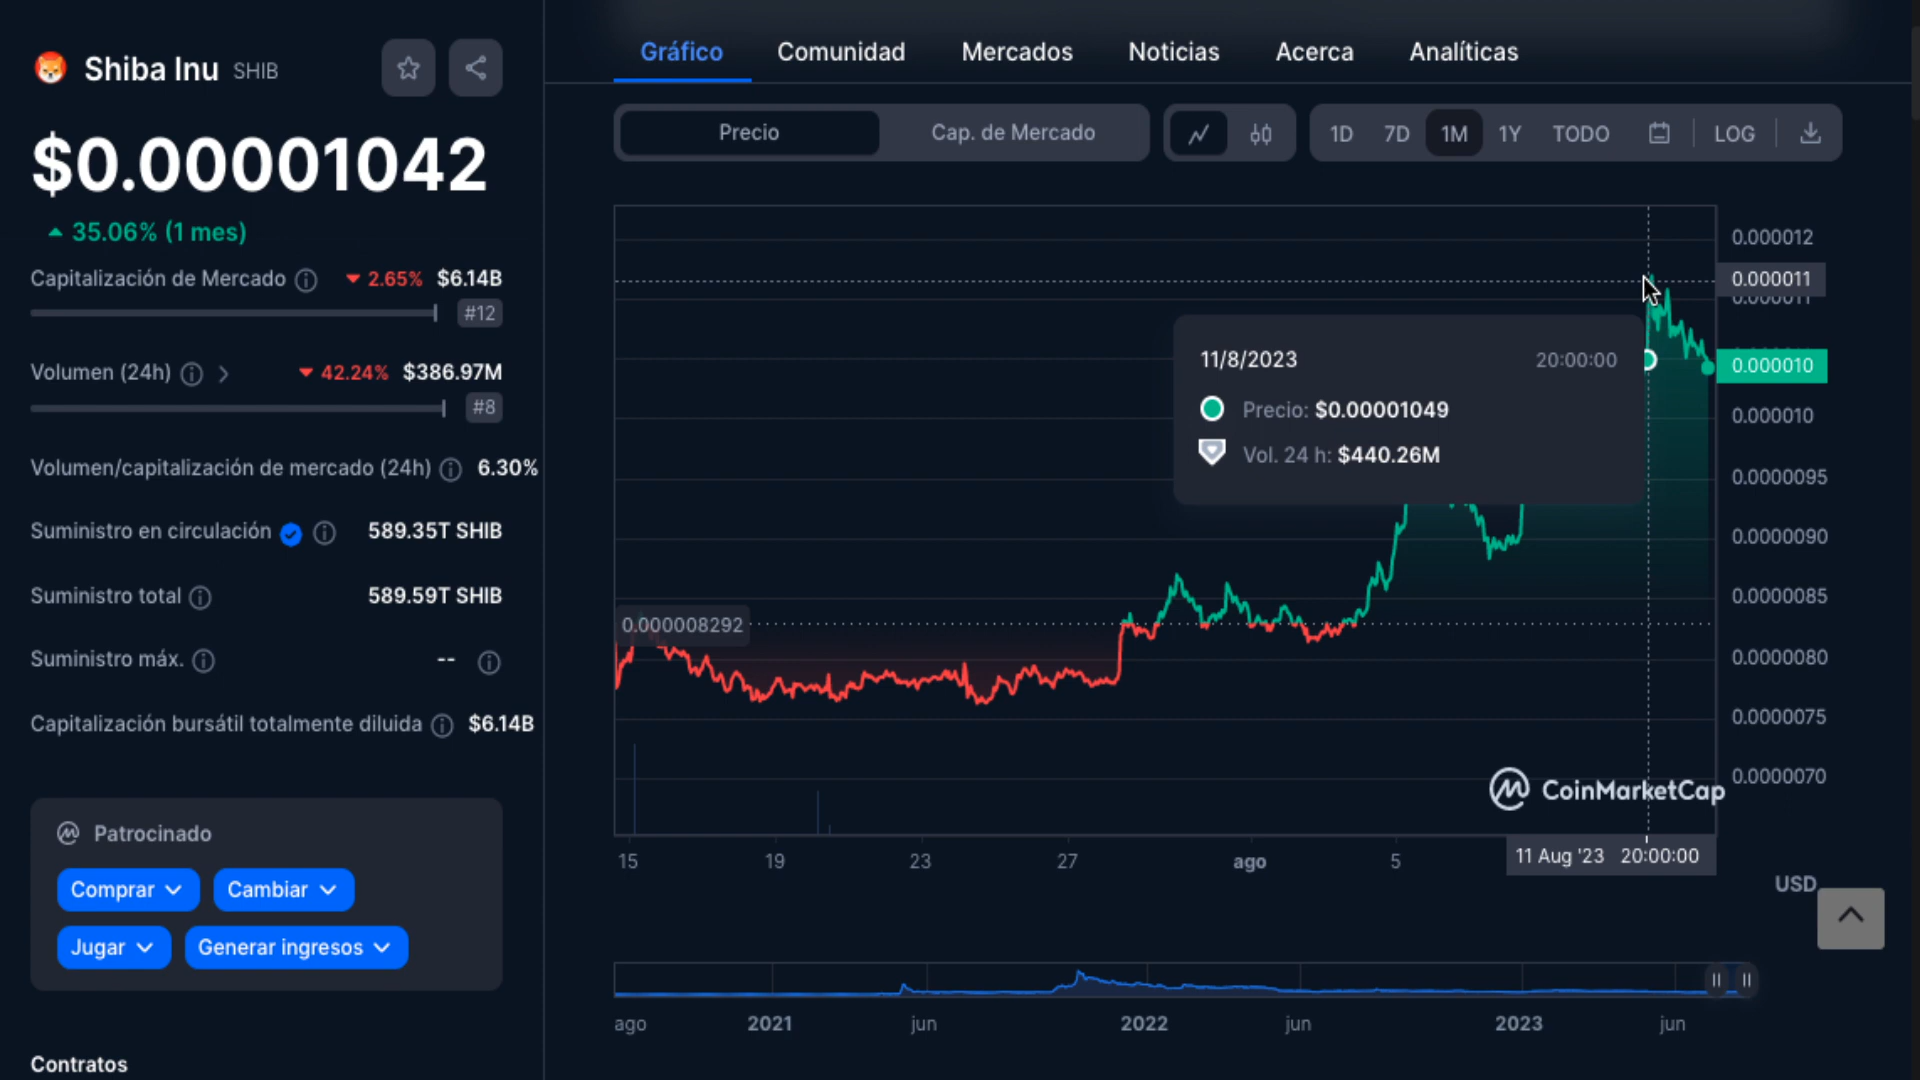 Shiba Inu SHIB
$0.00001042
35.06% (1 mes)
Capitalización de Mercado 2.65% $6.14B
#12
Volumen (24h) 42.24% $386.97M
#8
Volumen/capitalización de mercado (24h) 6.30%
Suministro en circulación 589.35T SHIB
Suministro total 589.59T SHIB
Suministro máx. --
Capitalización bursátil totalmente diluida $6.14B
Patrocinado
Comprar Cambiar
Jugar Generar ingresos
Contratos
Gráfico Comunidad Mercados Noticias Acerca Analíticas
Precio Cap. de Mercado 1D 7D 1M 1Y TODO LOG
0.000012
0.000011
0.000011
11/8/2023 20:00:00
Precio: $0.00001049
Vol. 24 h: $440.26M
0.000010
0.000010
0.0000095
0.0000090
0.0000085
0.000008292
0.0000080
0.0000075
0.0000070
CoinMarketCap
15 19 23 27 ago 5 11 Aug '23 20:00:00
USD
ago 2021 jun 2022 jun 2023 jun